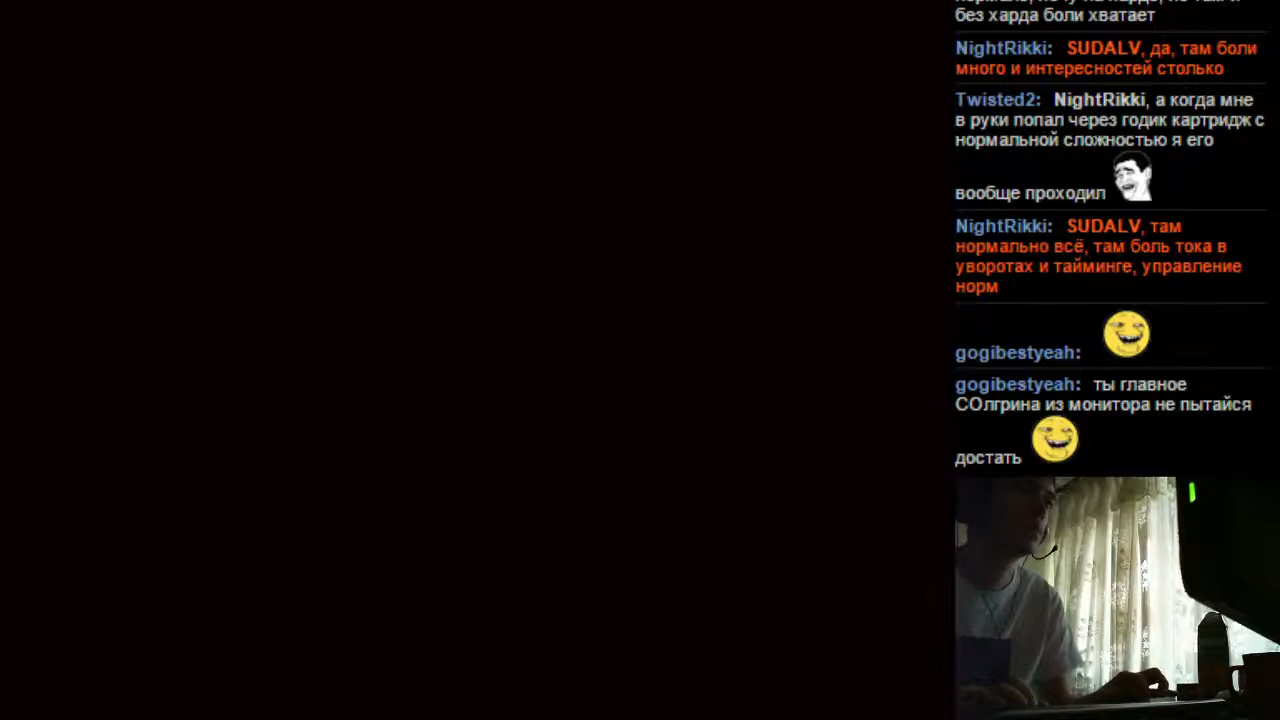 без харда боли хватает
NightRikki: SUDALV, да, там боли
много и интересностей столько
Twisted2: NightRikki, а когда мне
в руки попал через годик картридж с
нормальной сложностью я его
вообще проходил
NightRikki: SUDALV, там
нормально всё, там боль тока в
уворотах и тайминге, управление
норм
gogibestyeah:
gogibestyeah: ты главное
СОлгрина из монитора не пытайся
достать